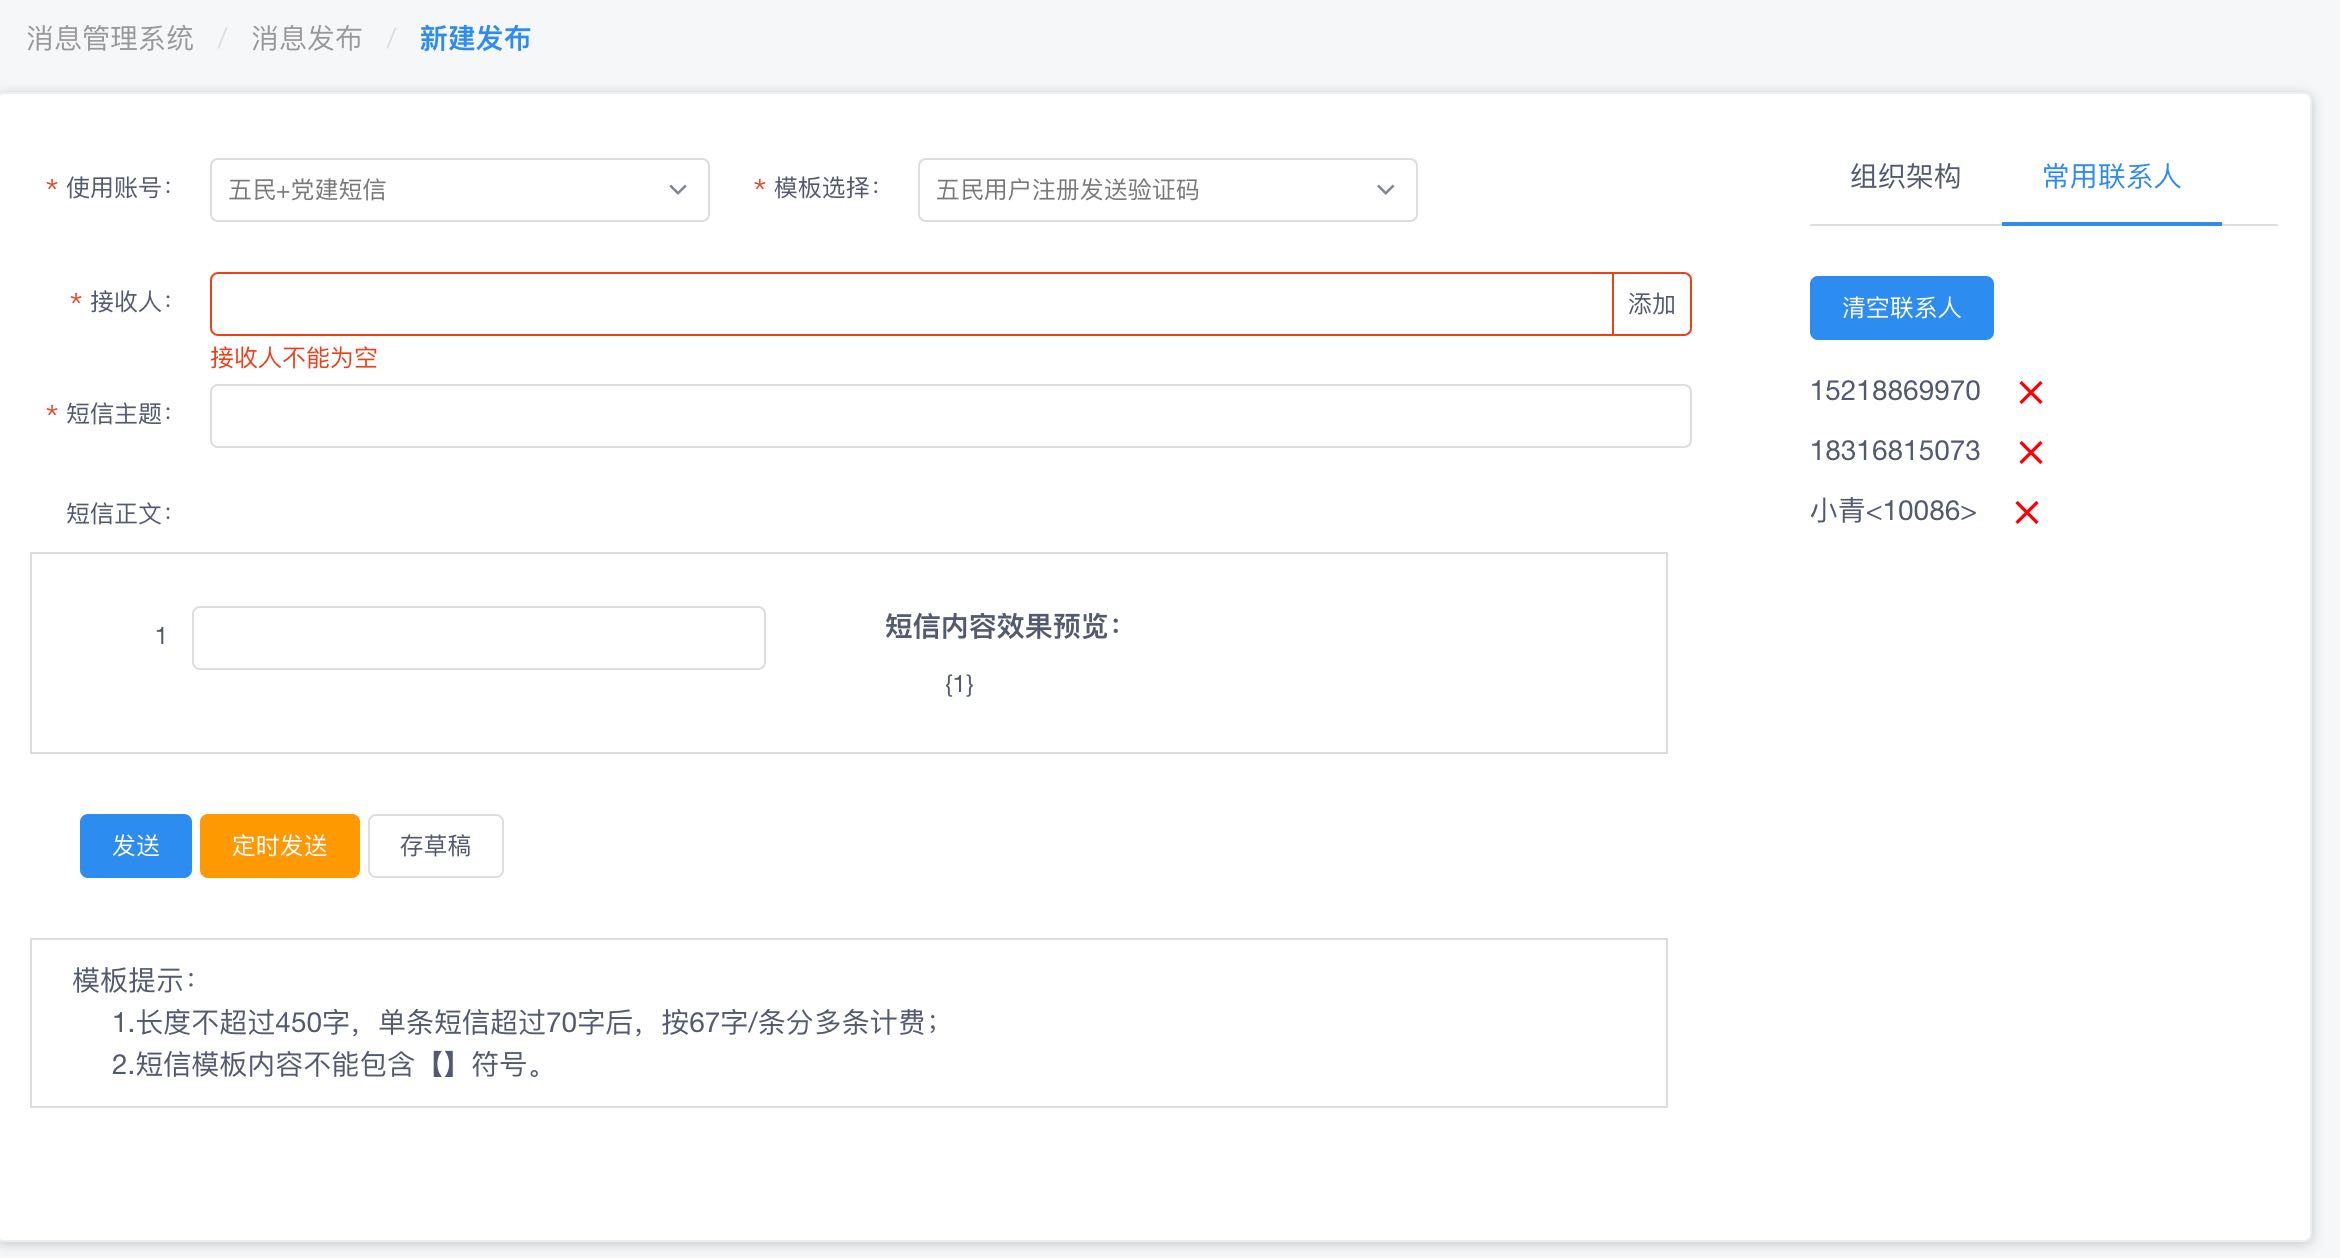 消息管理系统 / 消息发布 / 新建发布
* 使用账号： 五民+党建短信 * 模板选择： 五民用户注册发送验证码
* 接收人： 添加
接收人不能为空
* 短信主题：
短信正文：
1
短信内容效果预览：
{1}
发送 定时发送 存草稿
模板提示：
1.长度不超过450字，单条短信超过70字后，按67字/条分多条计费；
2.短信模板内容不能包含【】符号。
组织架构 常用联系人
清空联系人
15218869970
18316815073
小青<10086>